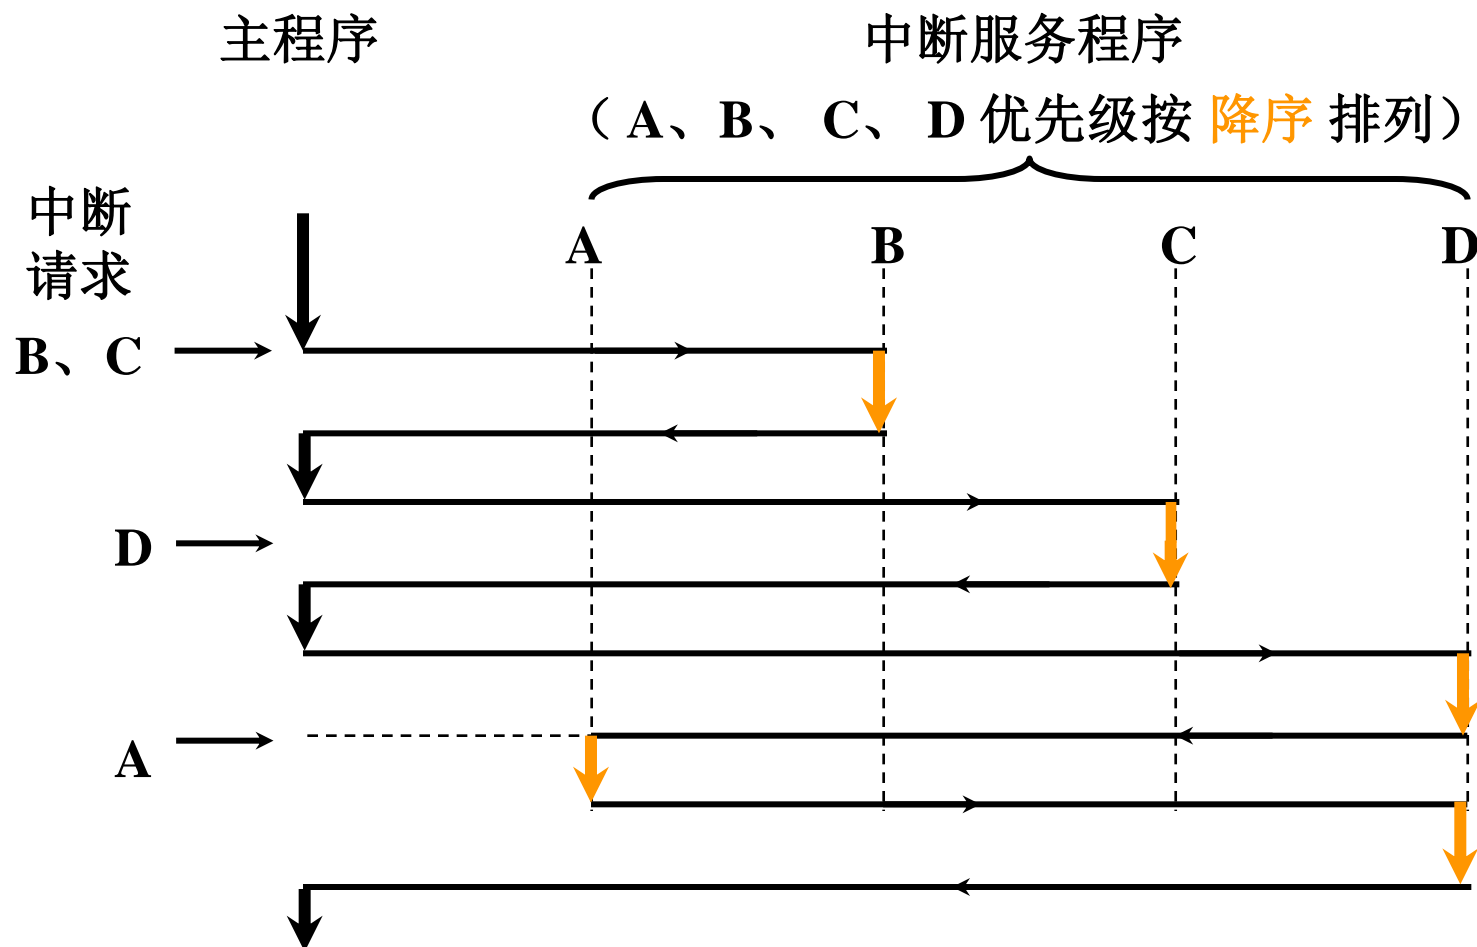 主程序
中断服务程序
（A、B、C、D 优先级按 降序 排列）
中断
请求
A B C D
B、C
D
A